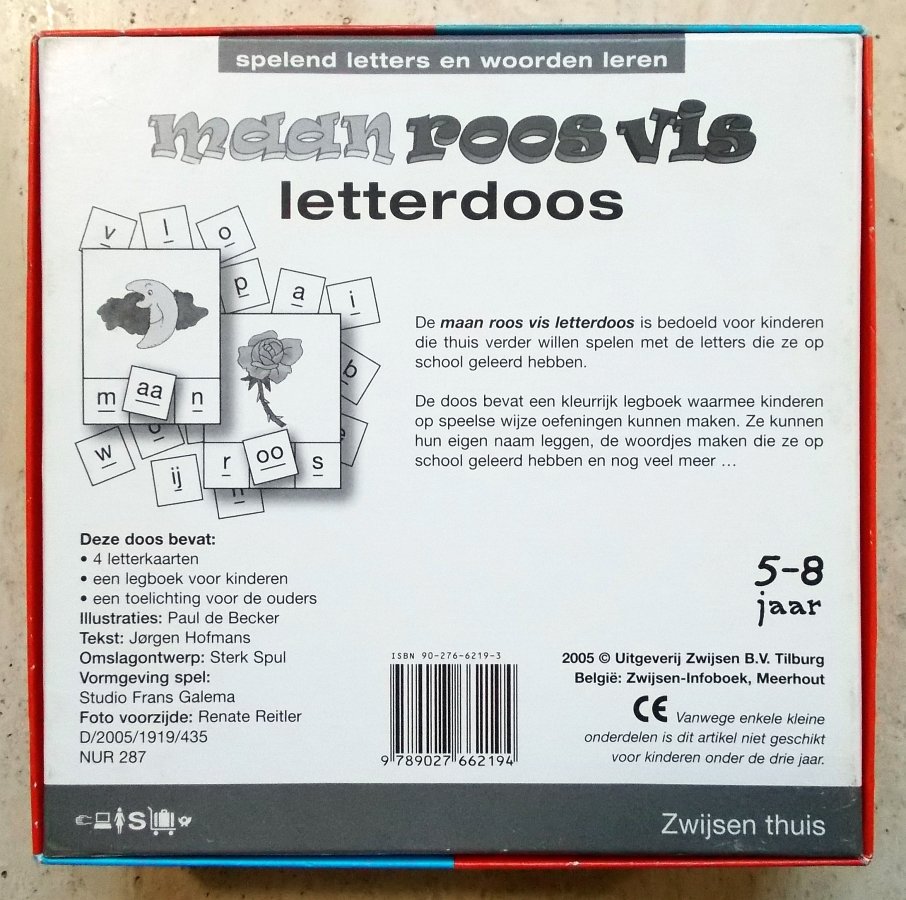 spelend letters en woorden leren
maan roos vis
letterdoos
v l o
p a i
b
m aa n
w
ij
r oo s
De maan roos vis letterdoos is bedoeld voor kinderen
die thuis verder willen spelen met de letters die ze op
school geleerd hebben.
De doos bevat een kleurrijk legboek waarmee kinderen
op speelse wijze oefeningen kunnen maken. Ze kunnen
hun eigen naam leggen, de woordjes maken die ze op
school geleerd hebben en nog veel meer ...
Deze doos bevat:
• 4 letterkaarten
• een legboek voor kinderen
• een toelichting voor de ouders
Illustraties: Paul de Becker
Tekst: Jørgen Hofmans
Omslagontwerp: Sterk Spul
Vormgeving spel:
Studio Frans Galema
Foto voorzijde: Renate Reitler
D/2005/1919/435
NUR 287
ISBN 90-276-6219-3
9 789027 662194
5-8
jaar
2005 © Uitgeverij Zwijsen B.V. Tilburg
België: Zwijsen-Infoboek, Meerhout
CE Vanwege enkele kleine
onderdelen is dit artikel niet geschikt
voor kinderen onder de drie jaar.
s
Zwijsen thuis